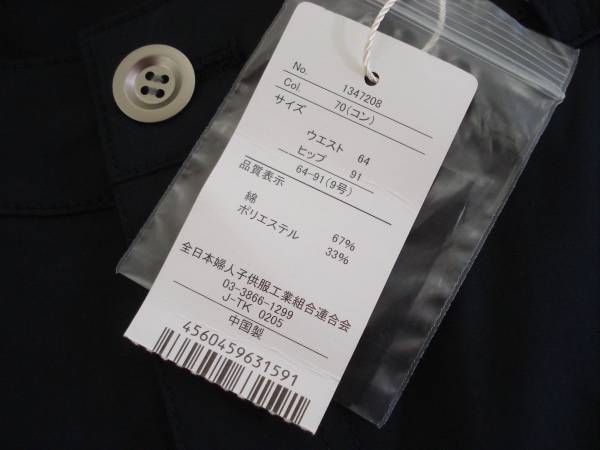 No. 1347208
Col. 70(コン)
サイズ
ウエスト 64
ヒップ 91
64-91(9号)
品質表示
綿 67%
ポリエステル 33%
全日本婦人子供服工業組合連合会
03-3866-1299
J-TK 0205
中国製
4560459631591